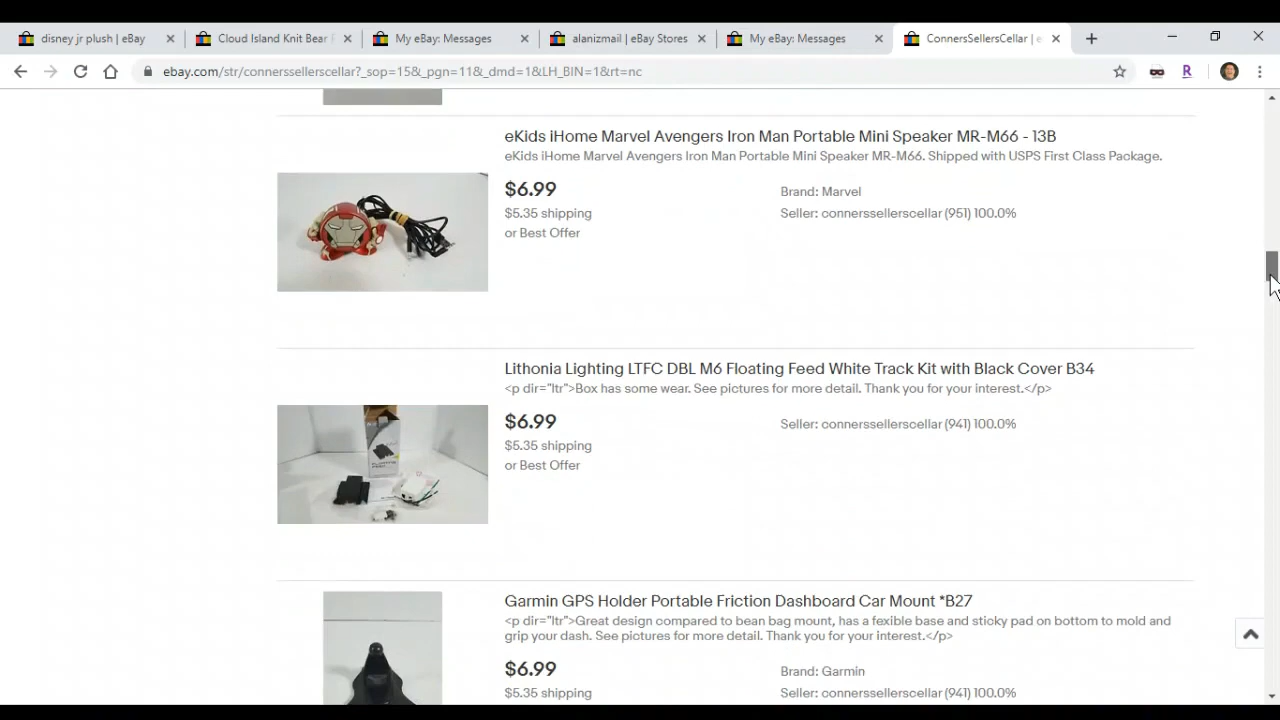 disney jr plush | eBay
Cloud Island Knit Bear
My eBay: Messages
alanizmail | eBay Stores
My eBay: Messages
ConnersSellersCellar | e
ebay.com/str/connerssellerscellar?_sop=15&_pgn=11&_dmd=1&LH_BIN=1&rt=nc
R
eKids iHome Marvel Avengers Iron Man Portable Mini Speaker MR-M66 - 13B
eKids iHome Marvel Avengers Iron Man Portable Mini Speaker MR-M66. Shipped with USPS First Class Package.
$6.99
Brand: Marvel
$5.35 shipping
Seller: connerssellerscellar (951) 100.0%
or Best Offer
Lithonia Lighting LTFC DBL M6 Floating Feed White Track Kit with Black Cover B34
<p dir="ltr">Box has some wear. See pictures for more detail. Thank you for your interest.</p>
$6.99
Seller: connerssellerscellar (941) 100.0%
$5.35 shipping
or Best Offer
Garmin GPS Holder Portable Friction Dashboard Car Mount *B27
<p dir="ltr">Great design compared to bean bag mount, has a fexible base and sticky pad on bottom to mold and
grip your dash. See pictures for more detail. Thank you for your interest.</p>
$6.99
Brand: Garmin
$5.35 shipping
Seller: connerssellerscellar (941) 100.0%